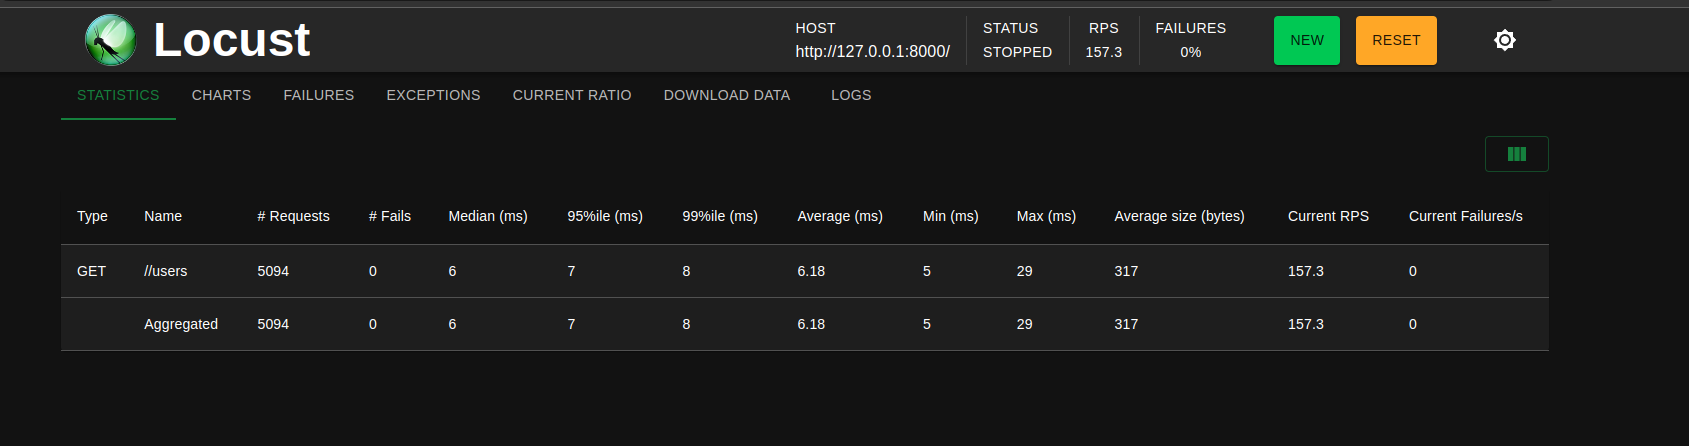 Locust
HOST
http://127.0.0.1:8000/
STATUS
STOPPED
RPS
157.3
FAILURES
0%
NEW
RESET
STATISTICS CHARTS FAILURES EXCEPTIONS CURRENT RATIO DOWNLOAD DATA LOGS
Type Name # Requests # Fails Median (ms) 95%ile (ms) 99%ile (ms) Average (ms) Min (ms) Max (ms) Average size (bytes) Current RPS Current Failures/s
GET //users 5094 0 6 7 8 6.18 5 29 317 157.3 0
Aggregated 5094 0 6 7 8 6.18 5 29 317 157.3 0